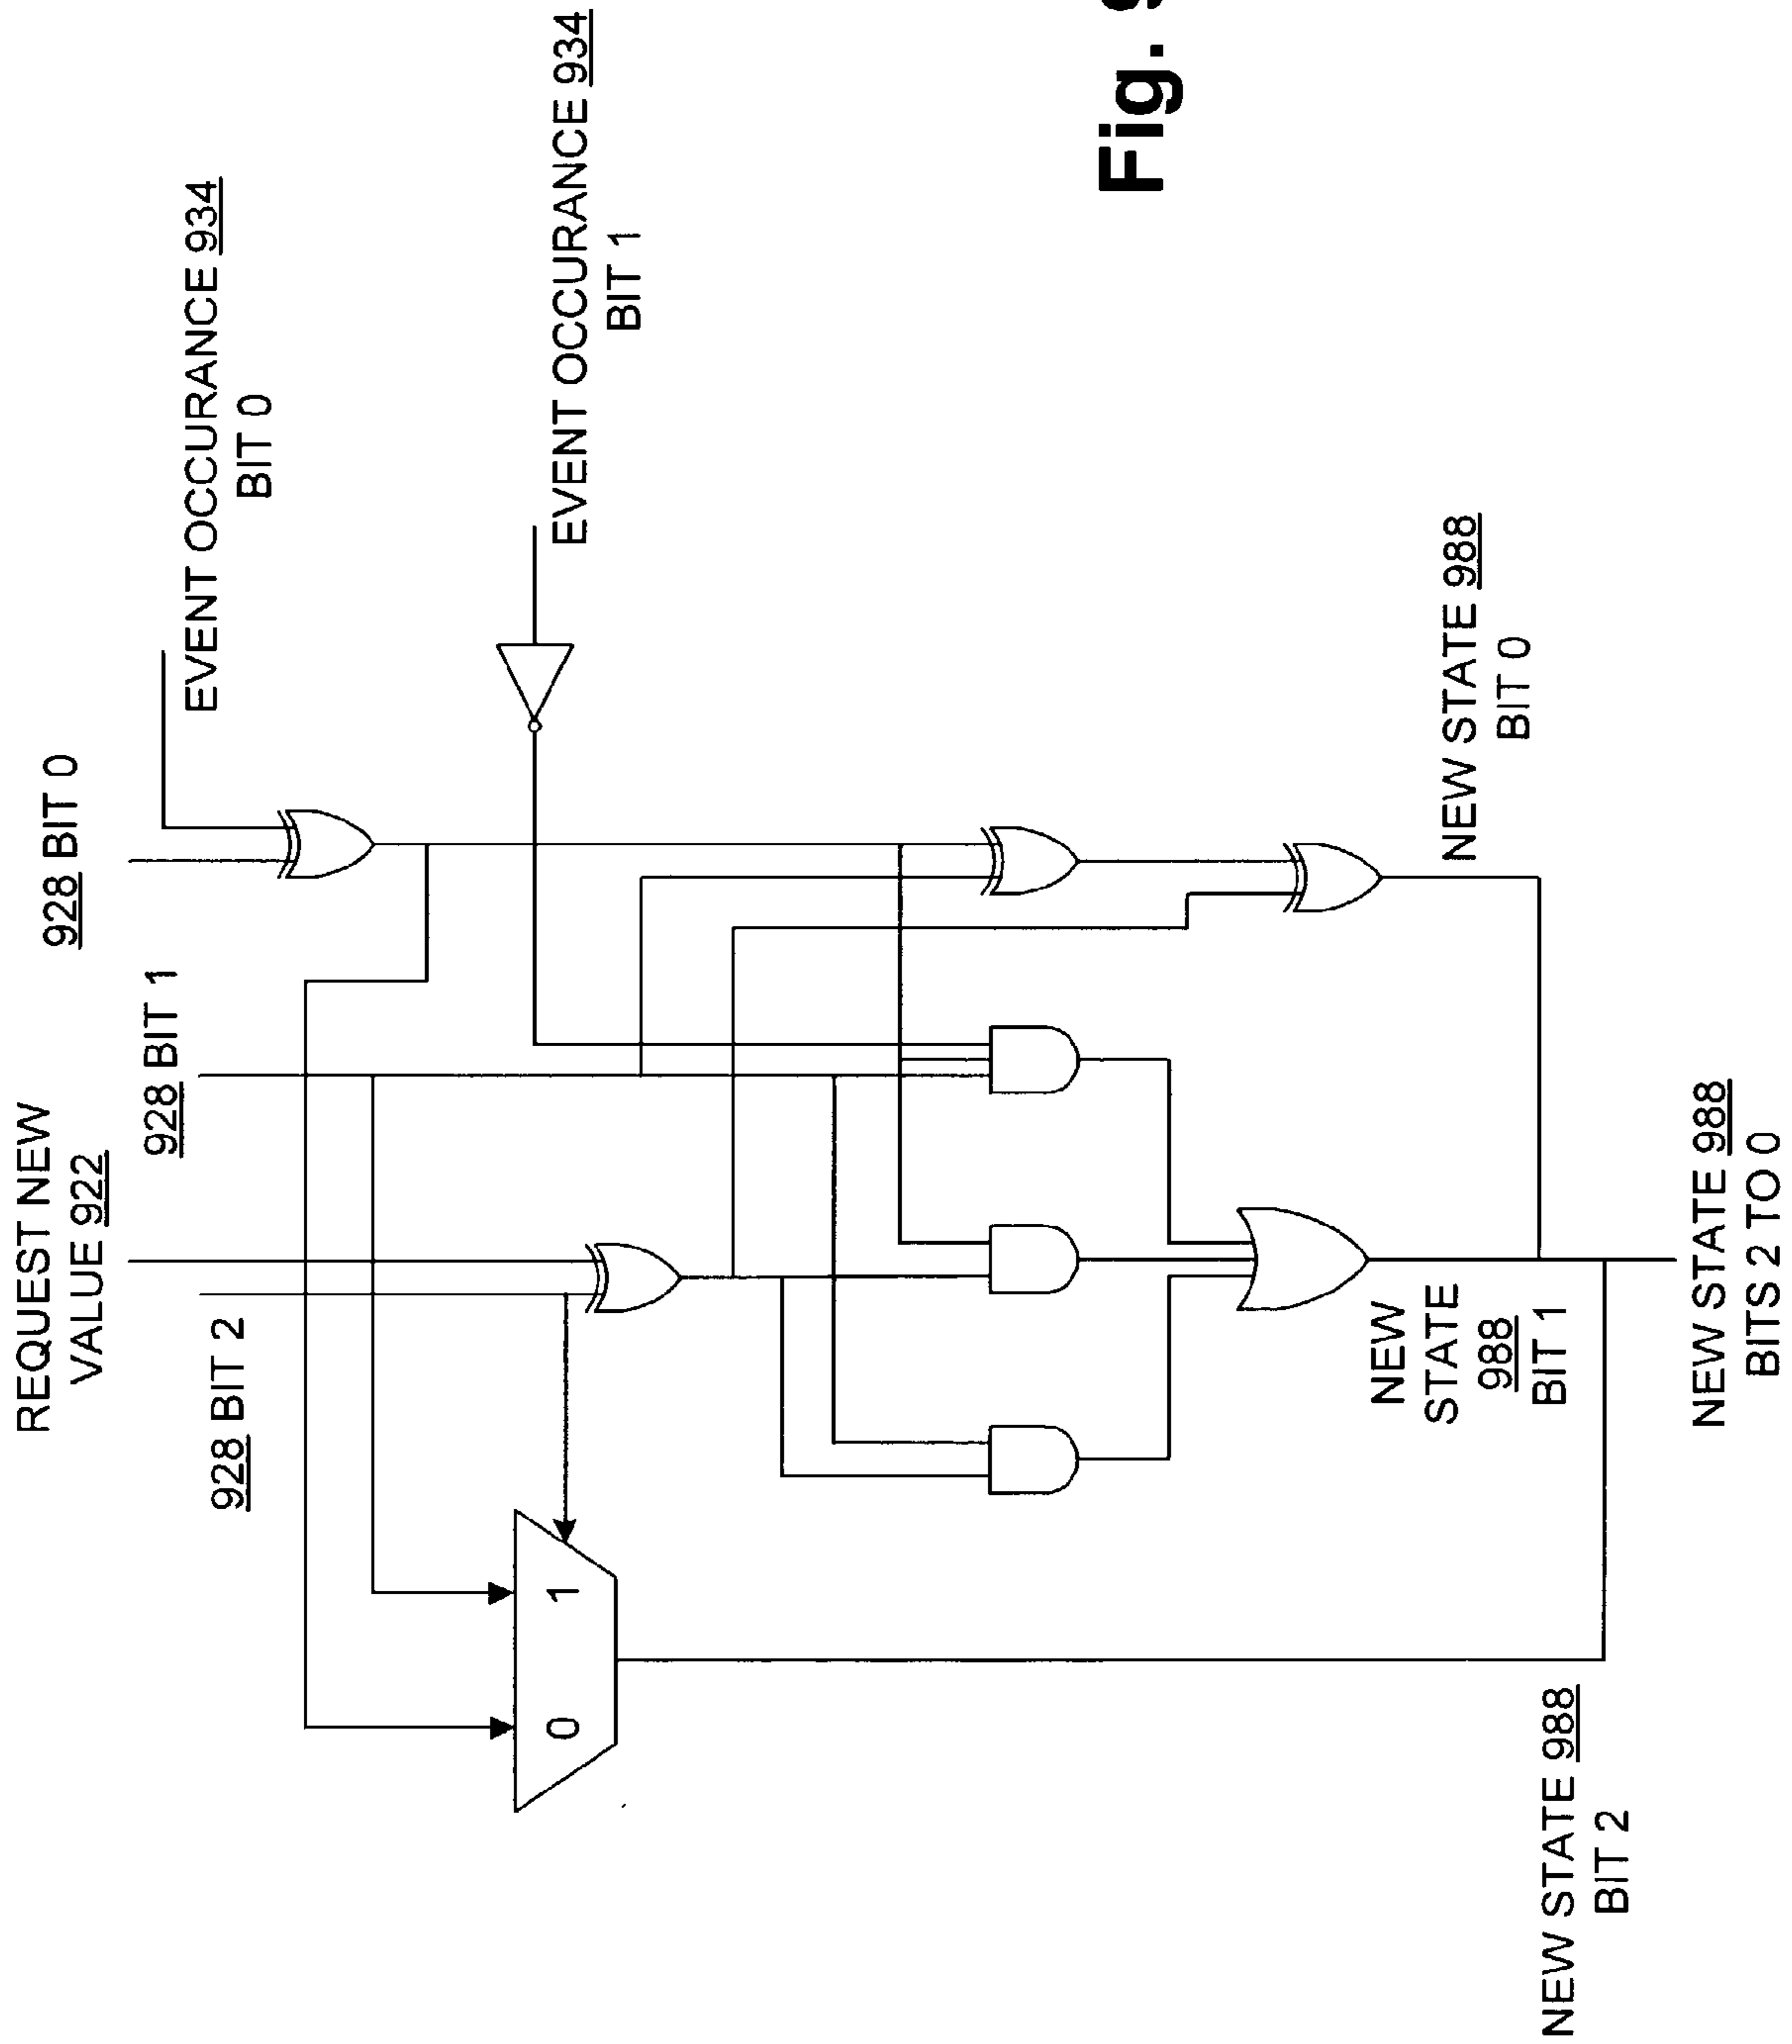 REQUEST NEW
VALUE 922
928 BIT 2
928 BIT 1
928 BIT 0
EVENT OCCURANCE 934
BIT 0
EVENT OCCURANCE 934
BIT 1
0
1
NEW
STATE
988
BIT 1
NEW STATE 988
BIT 0
NEW STATE 988
BIT 2
NEW STATE 988
BITS 2 TO 0
Fig.